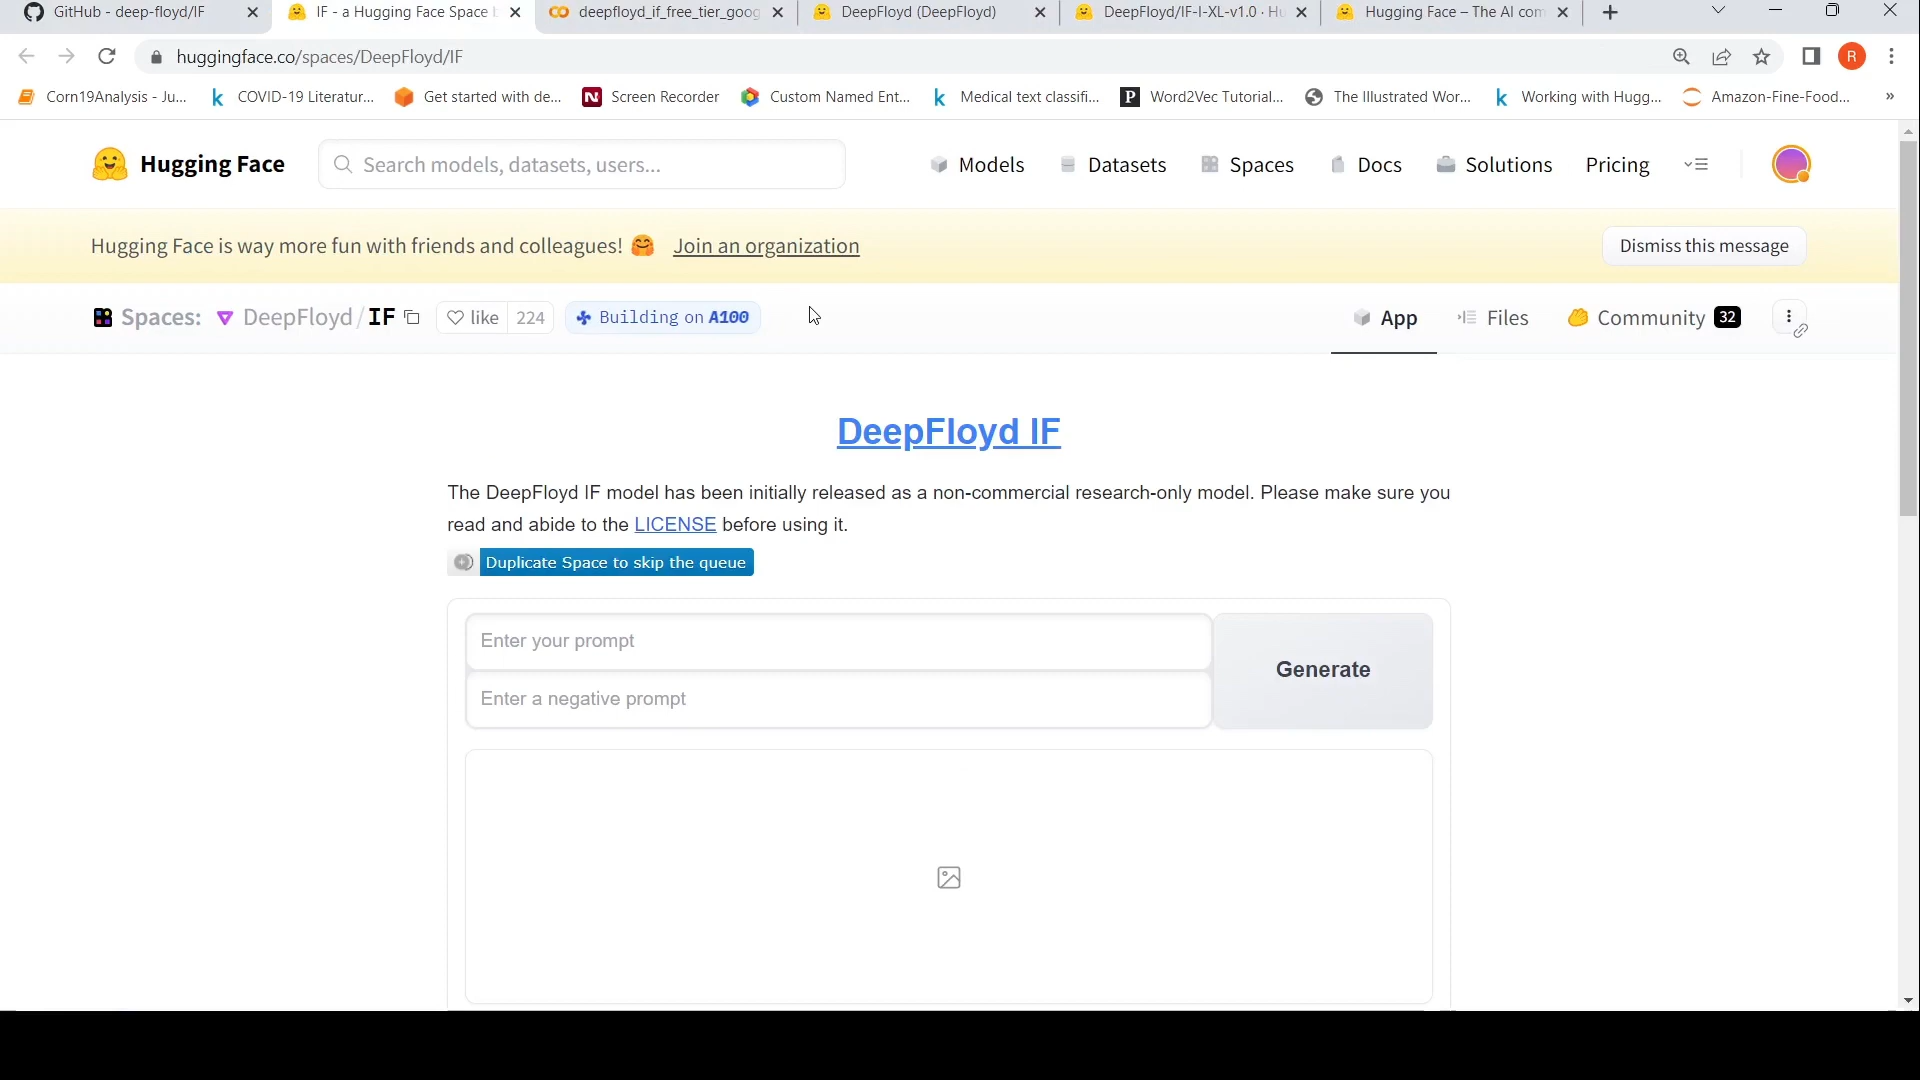 GitHub - deep-floyd/IF
IF - a Hugging Face Space
deepfloyd_if_free_tier_goog
DeepFloyd (DeepFloyd)
DeepFloyd/IF-I-XL-v1.0 · Hu
Hugging Face – The AI com
huggingface.co/spaces/DeepFloyd/IF
R
Corn19Analysis - Ju...
COVID-19 Literatur...
Get started with de...
Screen Recorder
Custom Named Ent...
Medical text classifi...
Word2Vec Tutorial...
The Illustrated Wor...
Working with Hugg...
Amazon-Fine-Food...
»
Hugging Face
Search models, datasets, users...
Models
Datasets
Spaces
Docs
Solutions
Pricing
Hugging Face is way more fun with friends and colleagues! 🤗 Join an organization
Dismiss this message
Spaces: DeepFloyd/IF
like 224
Building on A100
App
Files
Community 32
DeepFloyd IF
The DeepFloyd IF model has been initially released as a non-commercial research-only model. Please make sure you
read and abide to the LICENSE before using it.
Duplicate Space to skip the queue
Enter your prompt
Enter a negative prompt
Generate